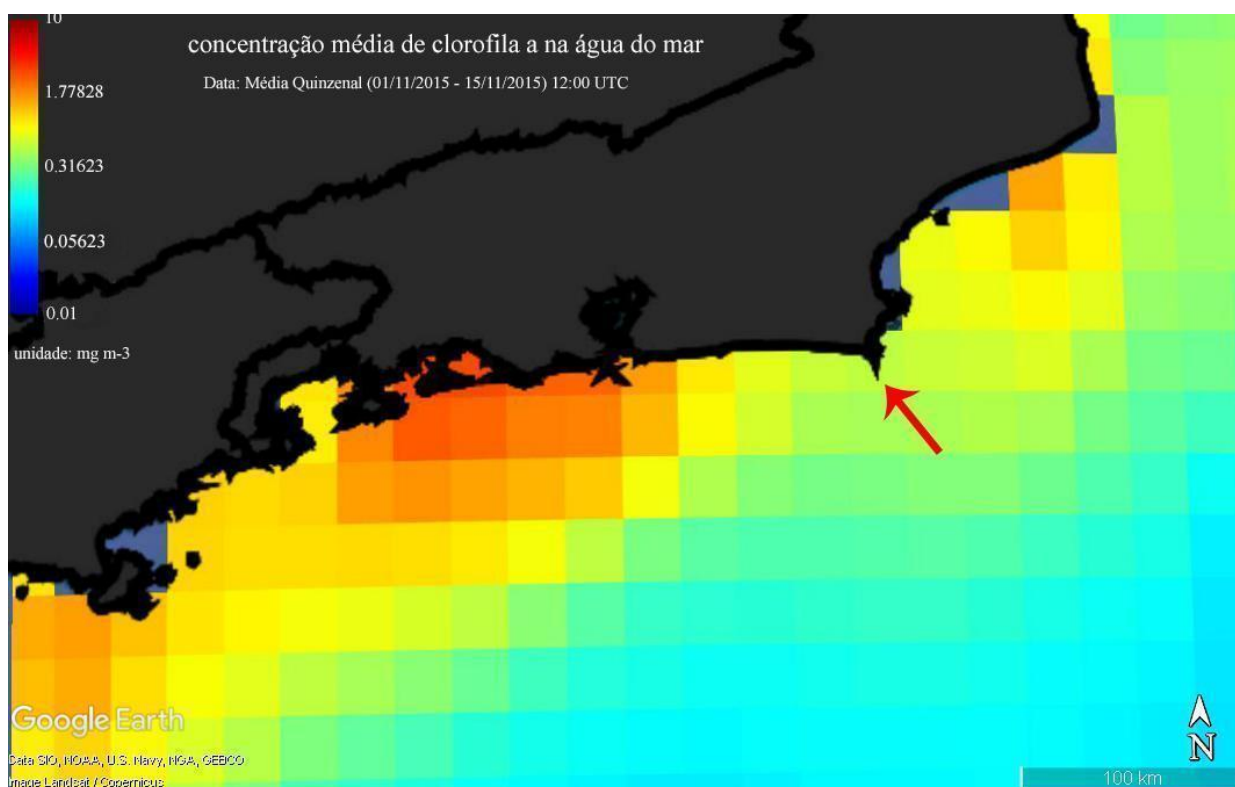 10
concentração média de clorofila a na água do mar
Data: Média Quinzenal (01/11/2015 - 15/11/2015) 12:00 UTC
1.77828
0.31623
0.05623
0.01
unidade: mg m-3
Google Earth
Data SIO, NOAA, U.S. Navy, NGA, GEBCO
Image Landsat / Copernicus
N
100 km